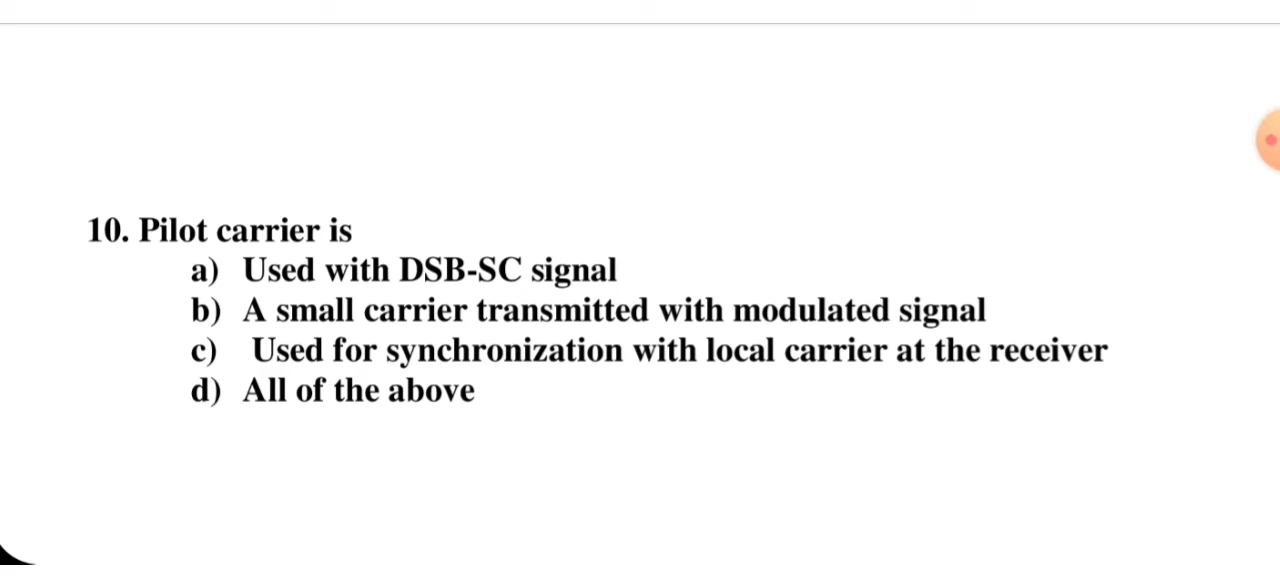 10. Pilot carrier is
a) Used with DSB-SC signal
b) A small carrier transmitted with modulated signal
c) Used for synchronization with local carrier at the receiver
d) All of the above